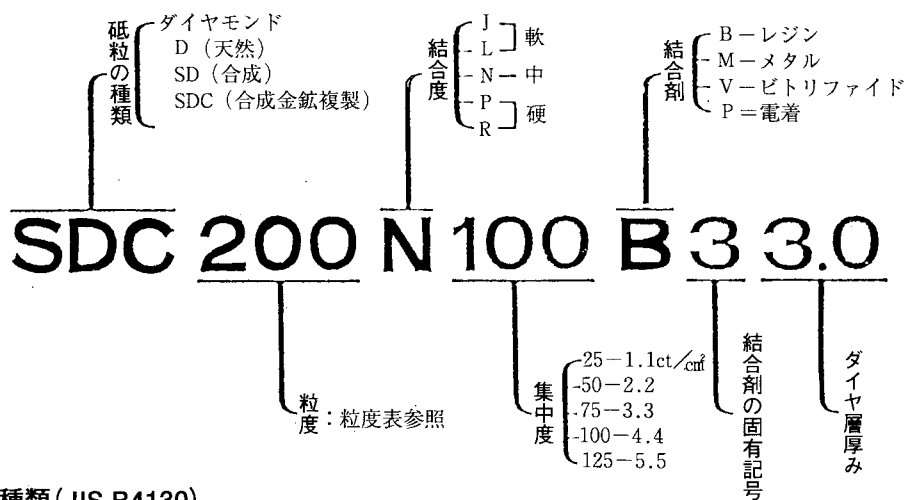 砥粒の種類
ダイヤモンド
D（天然）
SD（合成）
SDC（合成金鉱複製）
結合度
J
L
軟
N－中
P
R
硬
結合剤
B－レジン
M－メタル
V－ビトリファイド
P＝電着
SDC 200 N 100 B 3 3.0
粒度：粒度表参照
集中度
25－1.1ct／c㎡
50－2.2
75－3.3
100－4.4
125－5.5
結合剤の固有記号
ダイヤ層厚み
種類（JIS R4130）